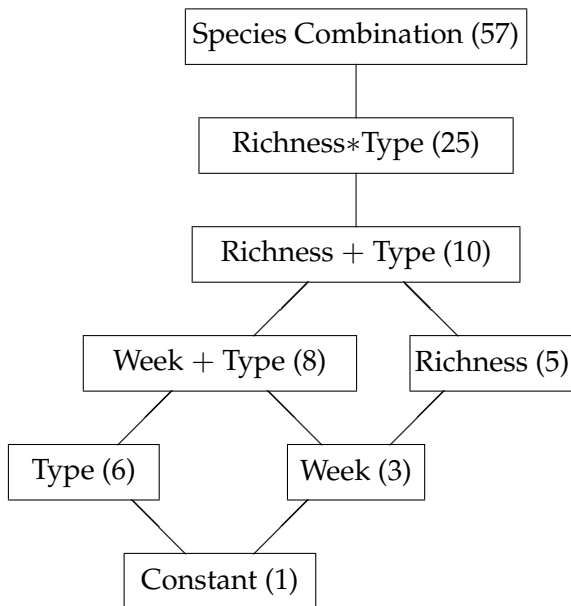 Species Combination (57)
Richness∗Type (25)
Richness + Type (10)
Week + Type (8)
Richness (5)
Type (6)
Week (3)
Constant (1)